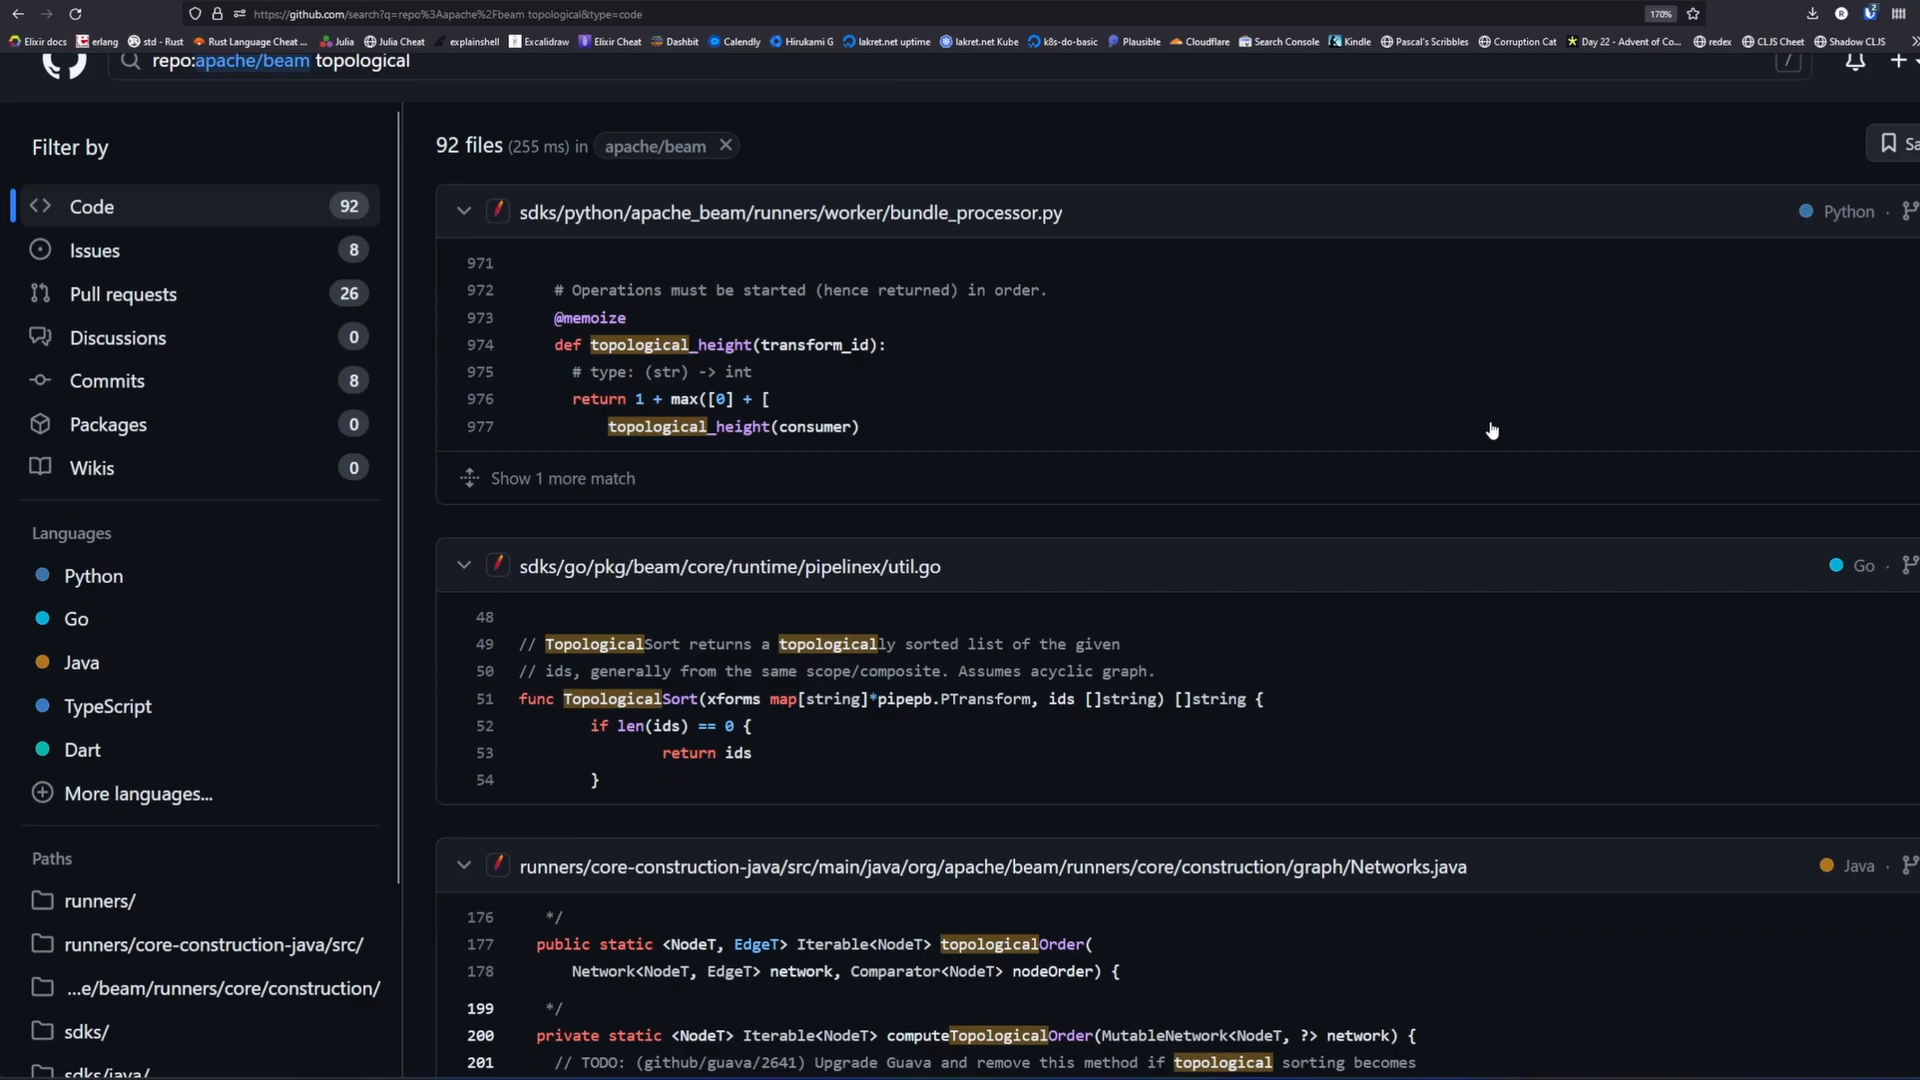 https://github.com/search?q=repo%3Aapache%2Fbeam topological&type=code
170%
Elixir docs
erlang
std - Rust
Rust Language Cheat ...
Julia
Julia Cheat
explainshell
Excalidraw
Elixir Cheat
Dashbit
Calendly
Hirukami G
lakret.net uptime
lakret.net Kube
k8s-do-basic
Plausible
Cloudflare
Search Console
Kindle
Pascal's Scribbles
Corruption Cat
Day 22 - Advent of Co...
redex
CLJS Cheet
Shadow CLJS
repo:apache/beam topological
/
Filter by
Code 92
Issues 8
Pull requests 26
Discussions 0
Commits 8
Packages 0
Wikis 0
Languages
Python
Go
Java
TypeScript
Dart
More languages...
Paths
runners/
runners/core-construction-java/src/
...e/beam/runners/core/construction/
sdks/
sdks/java/
92 files (255 ms) in apache/beam
Sa
sdks/python/apache_beam/runners/worker/bundle_processor.py
Python ·
971
972 # Operations must be started (hence returned) in order.
973 @memoize
974 def topological_height(transform_id):
975 # type: (str) -> int
976 return 1 + max([0] + [
977 topological_height(consumer)
Show 1 more match
sdks/go/pkg/beam/core/runtime/pipelinex/util.go
Go ·
48
49 // TopologicalSort returns a topologically sorted list of the given
50 // ids, generally from the same scope/composite. Assumes acyclic graph.
51 func TopologicalSort(xforms map[string]*pipepb.PTransform, ids []string) []string {
52 if len(ids) == 0 {
53 return ids
54 }
runners/core-construction-java/src/main/java/org/apache/beam/runners/core/construction/graph/Networks.java
Java ·
176 */
177 public static <NodeT, EdgeT> Iterable<NodeT> topologicalOrder(
178 Network<NodeT, EdgeT> network, Comparator<NodeT> nodeOrder) {
199 */
200 private static <NodeT> Iterable<NodeT> computeTopologicalOrder(MutableNetwork<NodeT, ?> network) {
201 // TODO: (github/guava/2641) Upgrade Guava and remove this method if topological sorting becomes